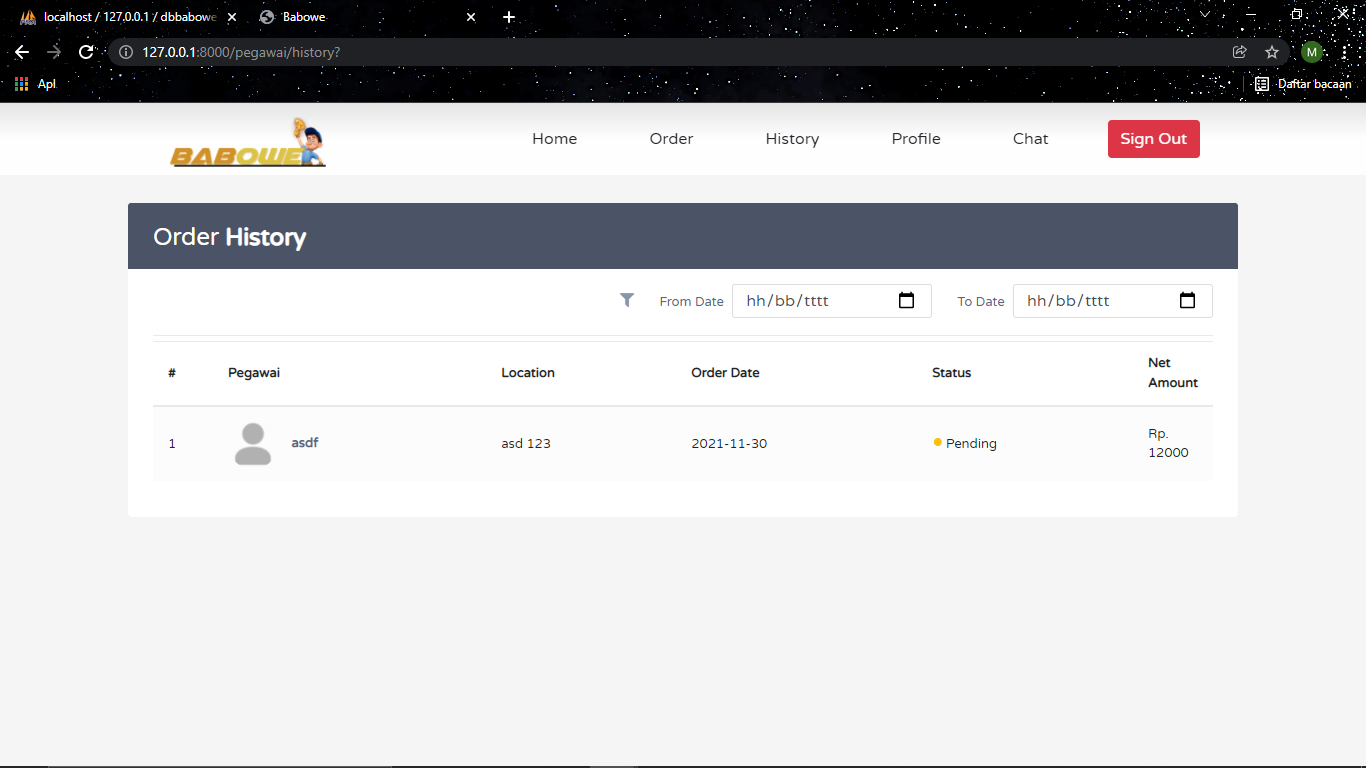 localhost / 127.0.0.1 / dbbabowe
Babowe
127.0.0.1:8000/pegawai/history?
M
Apl
Daftar bacaan
BABOWE
Home
Order
History
Profile
Chat
Sign Out
Order History
From Date
hh/bb/tttt
To Date
hh/bb/tttt
#
Pegawai
Location
Order Date
Status
Net
Amount
1
asdf
asd 123
2021-11-30
Pending
Rp.
12000